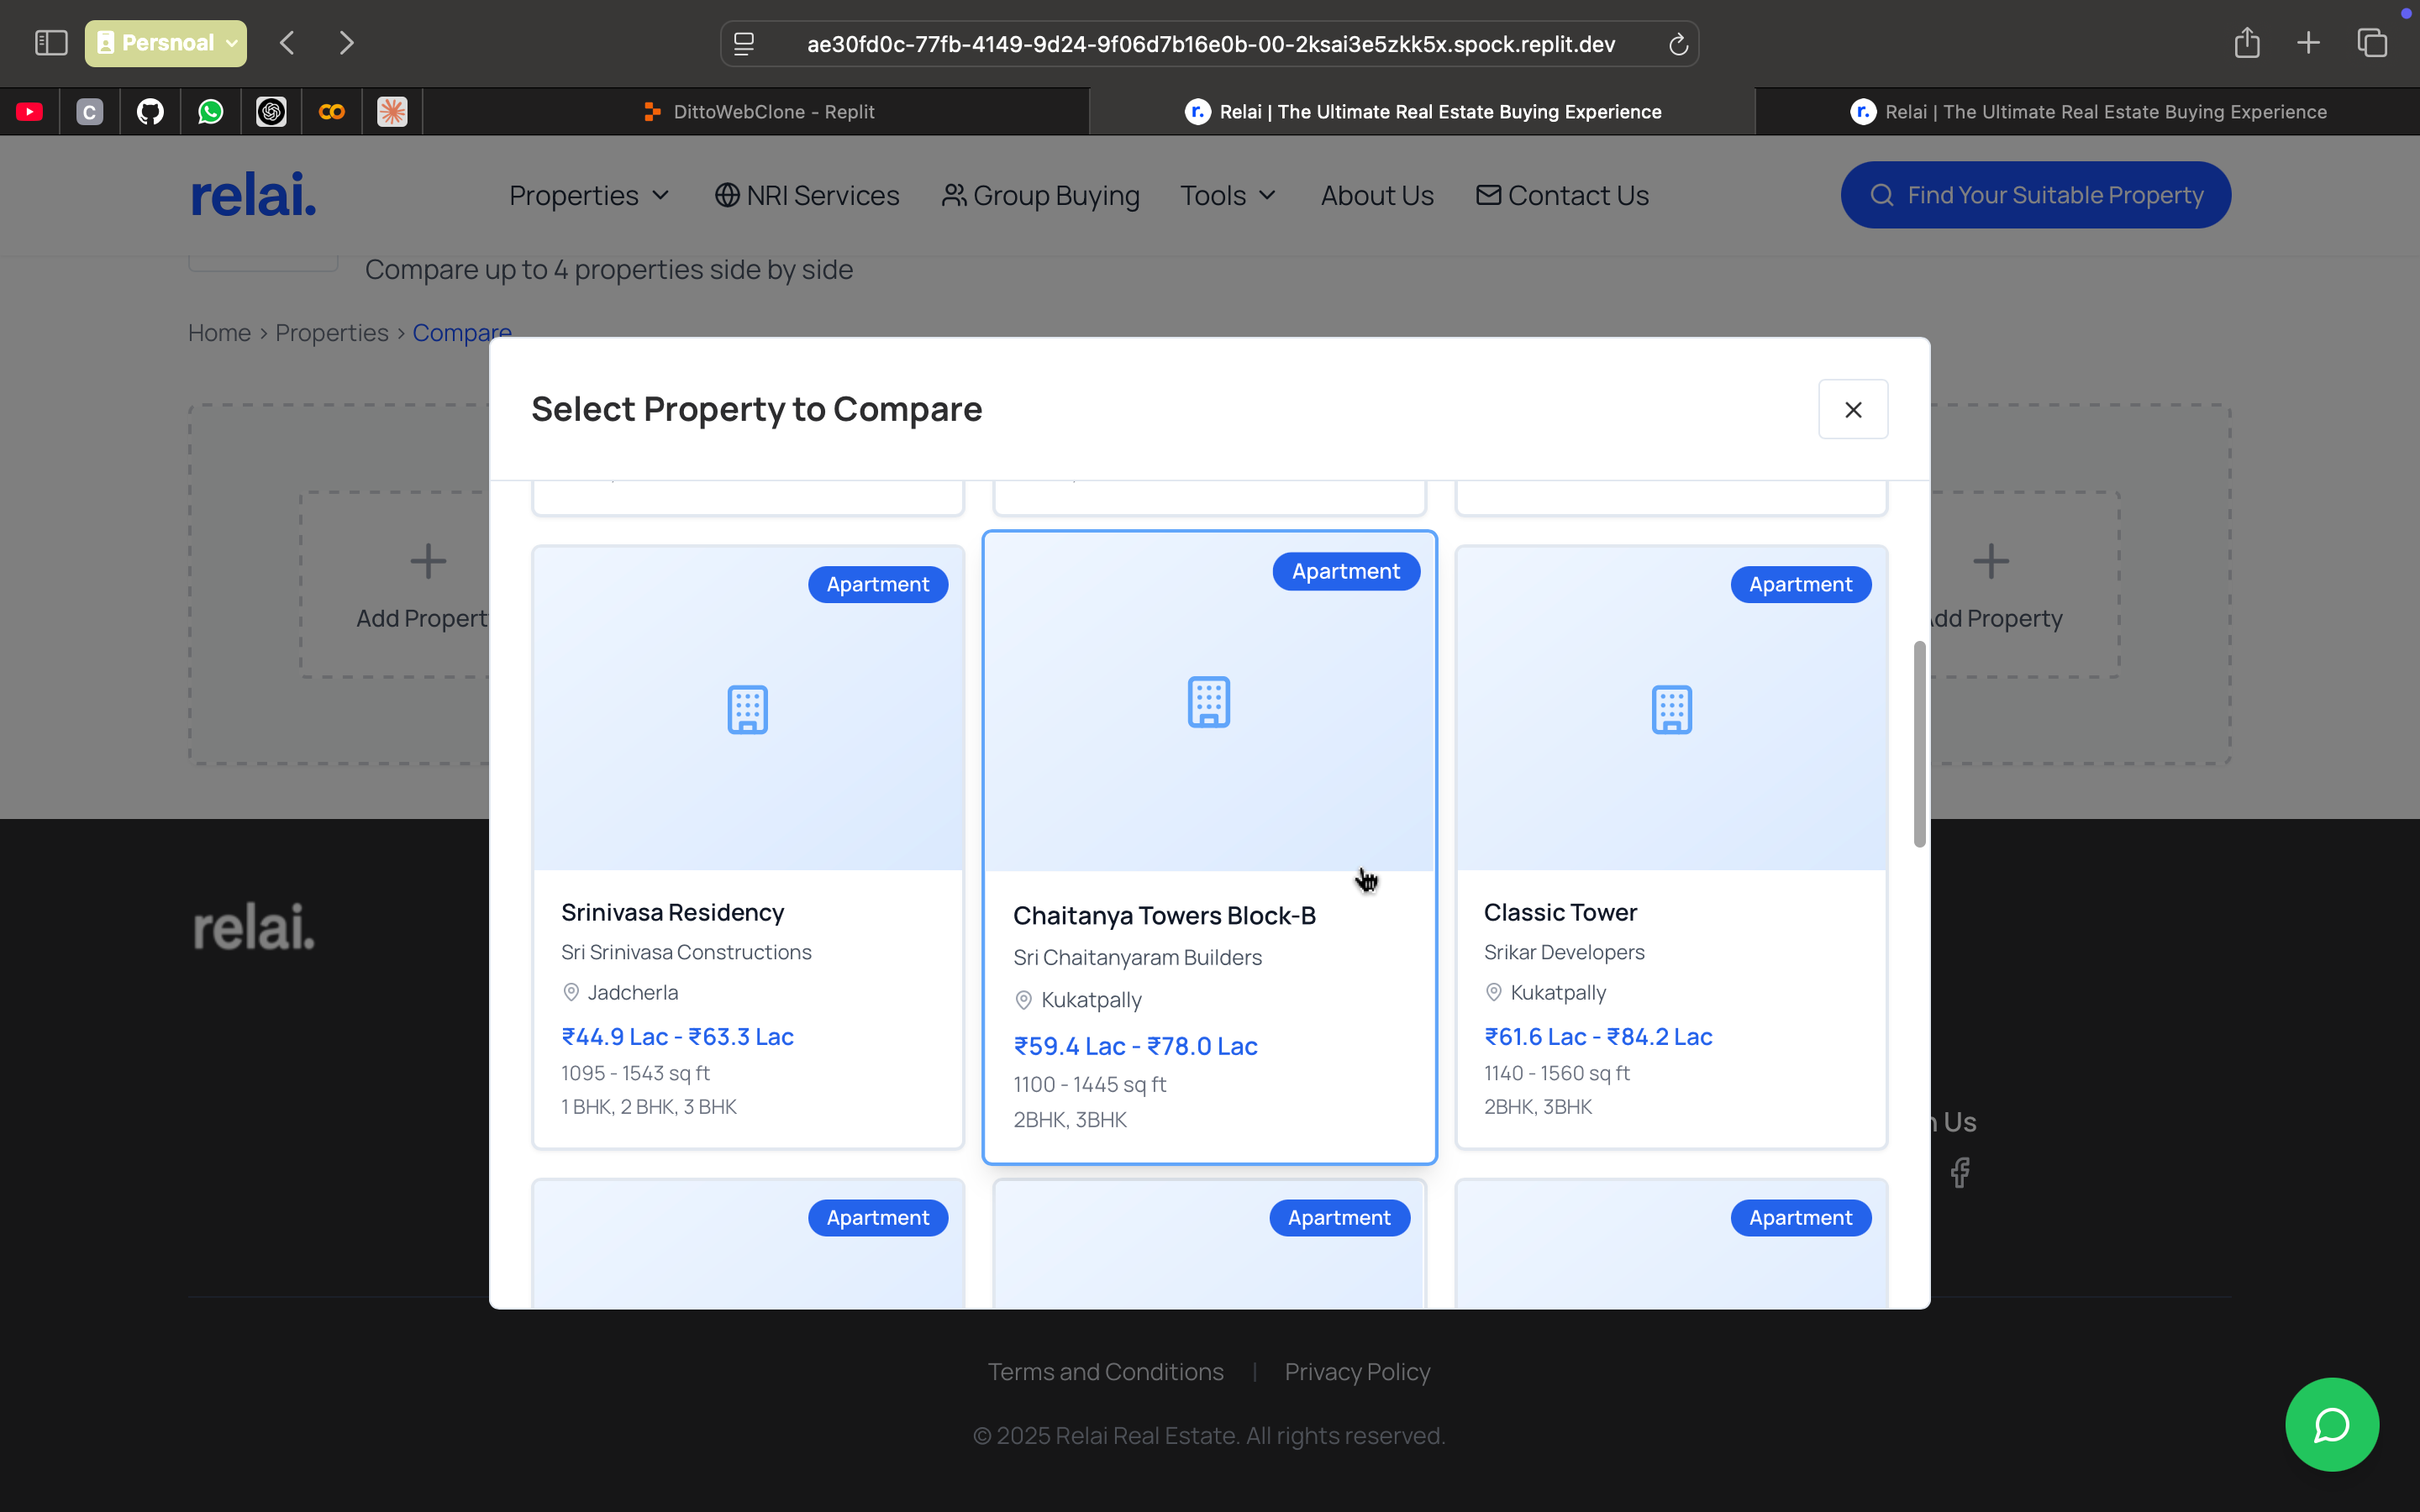 Persnoal
ae30fd0c-77fb-4149-9d24-9f06d7b16e0b-00-2ksai3e5zkk5x.spock.replit.dev
C
DittoWebClone - Replit
r. Relai | The Ultimate Real Estate Buying Experience
r. Relai | The Ultimate Real Estate Buying Experience
relai.
Properties
NRI Services
Group Buying
Tools
About Us
Contact Us
Find Your Suitable Property
Compare up to 4 properties side by side
Home > Properties > Compare
Select Property to Compare
Add Propert
dd Property
Apartment
Srinivasa Residency
Sri Srinivasa Constructions
Jadcherla
₹44.9 Lac - ₹63.3 Lac
1095 - 1543 sq ft
1 BHK, 2 BHK, 3 BHK
Apartment
Chaitanya Towers Block-B
Sri Chaitanyaram Builders
Kukatpally
₹59.4 Lac - ₹78.0 Lac
1100 - 1445 sq ft
2BHK, 3BHK
Apartment
Classic Tower
Srikar Developers
Kukatpally
₹61.6 Lac - ₹84.2 Lac
1140 - 1560 sq ft
2BHK, 3BHK
Apartment
Apartment
Apartment
relai.
Us
Terms and Conditions | Privacy Policy
© 2025 Relai Real Estate. All rights reserved.